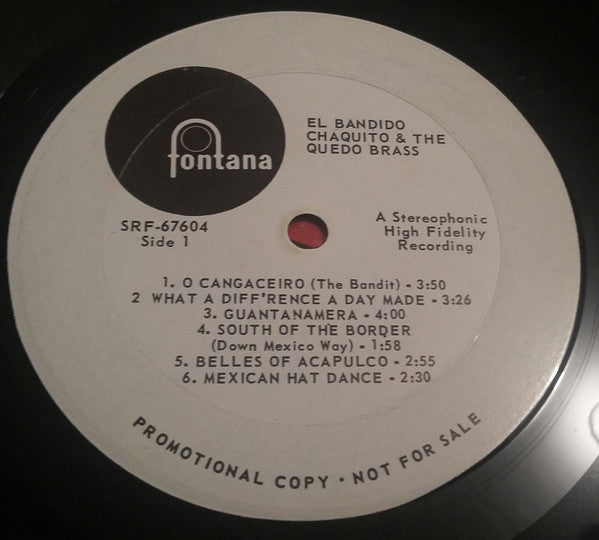 fontana
EL BANDIDO
CHAQUITO & THE
QUEDO BRASS
SRF-67604
Side 1
A Stereophonic
High Fidelity
Recording
1. O CANGACEIRO (The Bandit) - 3:50
2 WHAT A DIFF'RENCE A DAY MADE - 3:26
3. GUANTANAMERA - 4:00
4. SOUTH OF THE BORDER
(Down Mexico Way) - 1:58
5. BELLES OF ACAPULCO - 2:55
6. MEXICAN HAT DANCE - 2:30
PROMOTIONAL COPY • NOT FOR SALE